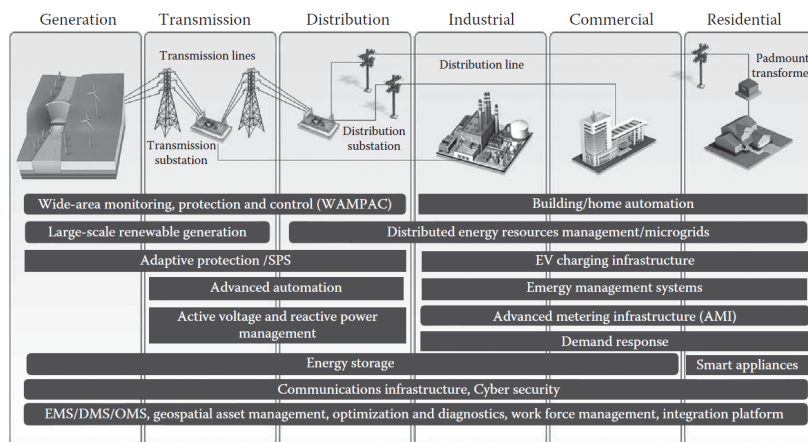 Generation Transmission Distribution Industrial Commercial Residential
Transmission lines
Distribution line
Padmount
transformer
Transmission
substation
Distribution
substation
Wide-area monitoring, protection and control (WAMPAC)
Building/home automation
Large-scale renewable generation
Distributed energy resources management/microgrids
Adaptive protection /SPS
EV charging infrastructure
Advanced automation
Emergy management systems
Active voltage and reactive power
management
Advanced metering infrastructure (AMI)
Demand response
Energy storage
Smart appliances
Communications infrastructure, Cyber security
EMS/DMS/OMS, geospatial asset management, optimization and diagnostics, work force management, integration platform